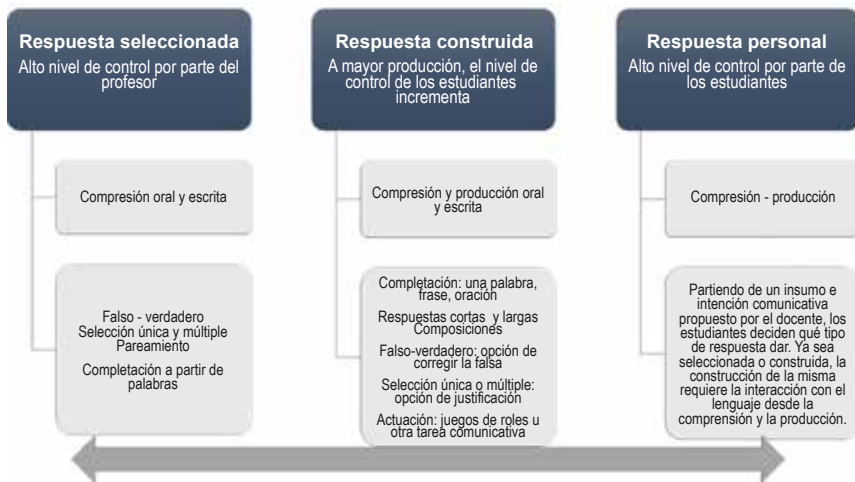 Respuesta seleccionada
Alto nivel de control por parte del
profesor
Compresión oral y escrita
Falso - verdadero
Selección única y múltiple
Pareamiento
Completación a partir de
palabras
Respuesta construida
A mayor producción, el nivel de
control de los estudiantes
incrementa
Compresión y producción oral
y escrita
Completación: una palabra,
frase, oración
Respuestas cortas y largas
Composiciones
Falso-verdadero: opción de
corregir la falsa
Selección única o múltiple:
opción de justificación
Actuación: juegos de roles u
otra tarea comunicativa
Respuesta personal
Alto nivel de control por parte de
los estudiantes
Compresión - producción
Partiendo de un insumo e
intención comunicativa
propuesto por el docente, los
estudiantes deciden qué tipo
de respuesta dar. Ya sea
seleccionada o construida, la
construcción de la misma
requiere la interacción con el
lenguaje desde la
comprensión y la producción.